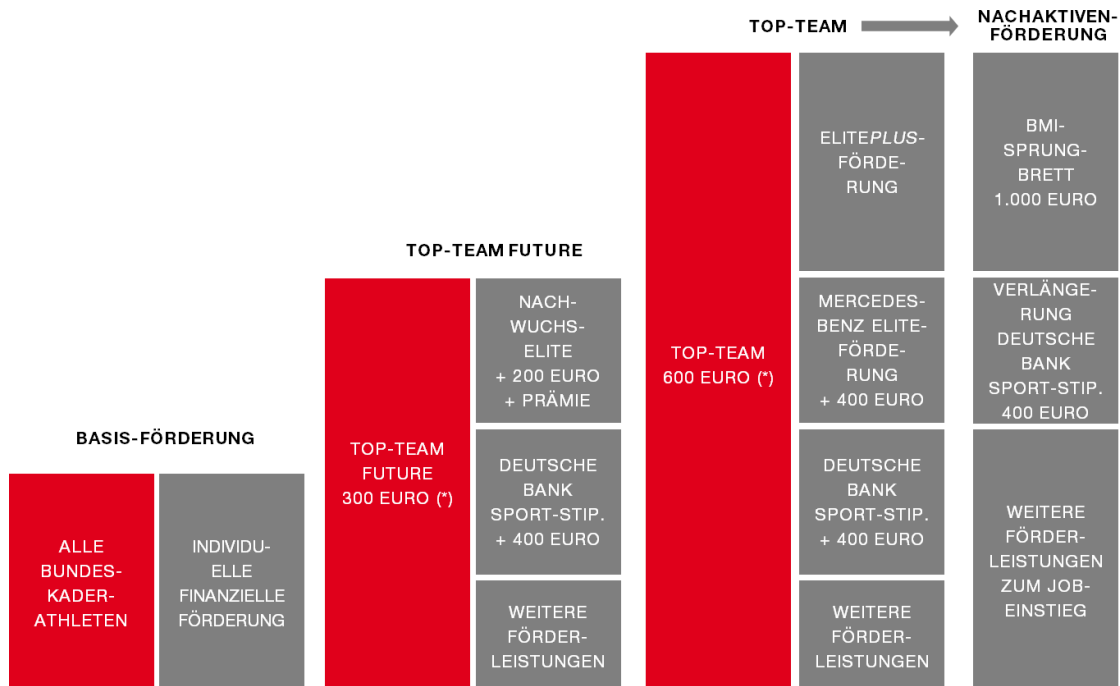 BASIS-FÖRDERUNG
ALLE
BUNDES-
KADER-
ATHLETEN
INDIVIDU-
ELLE
FINANZIELLE
FÖRDERUNG
TOP-TEAM FUTURE
TOP-TEAM
FUTURE
300 EURO (*)
NACH-
WUCHS-
ELITE
+ 200 EURO
+ PRÄMIE
DEUTSCHE
BANK
SPORT-STIP.
+ 400 EURO
WEITERE
FÖRDER-
LEISTUNGEN
TOP-TEAM
TOP-TEAM
600 EURO (*)
ELITEPLUS-
FÖRDE-
RUNG
MERCEDES-
BENZ ELITE-
FÖRDE-
RUNG
+ 400 EURO
DEUTSCHE
BANK
SPORT-STIP.
+ 400 EURO
WEITERE
FÖRDER-
LEISTUNGEN
NACHAKTIVEN-
FÖRDERUNG
BMI-
SPRUNG-
BRETT
1.000 EURO
VERLÄNGE-
RUNG
DEUTSCHE
BANK
SPORT-STIP.
400 EURO
WEITERE
FÖRDER-
LEISTUNGEN
ZUM JOB-
EINSTIEG